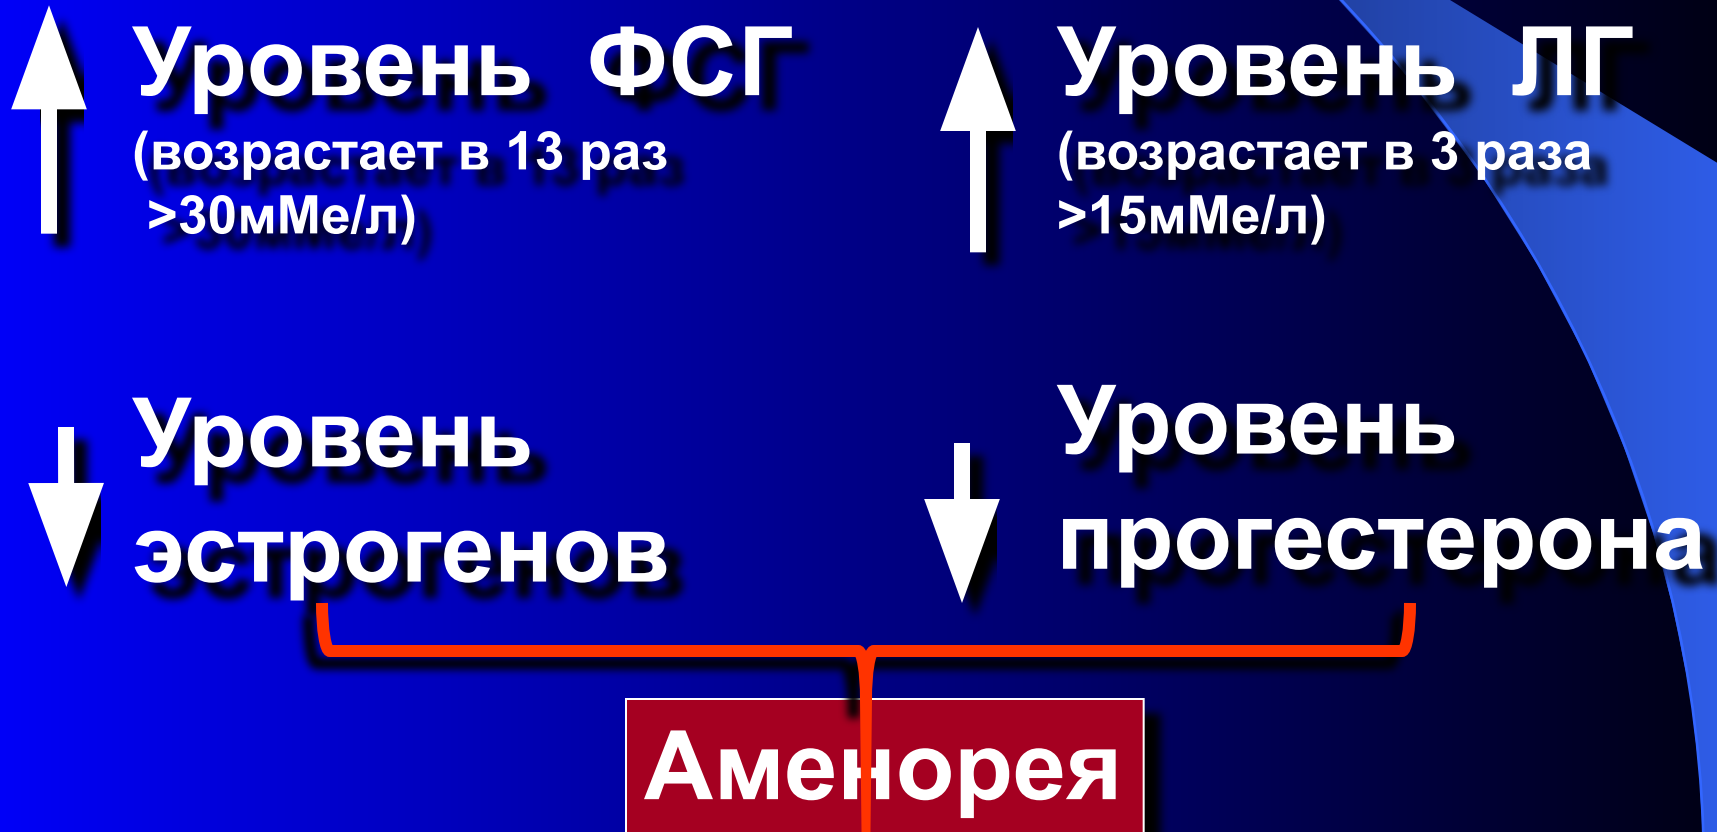 Уровень ФСГ
(возрастает в 13 раз
>30мМе/л)
Уровень ЛГ
(возрастает в 3 раза
>15мМе/л)
Уровень
эстрогенов
Уровень
прогестерона
Аменорея